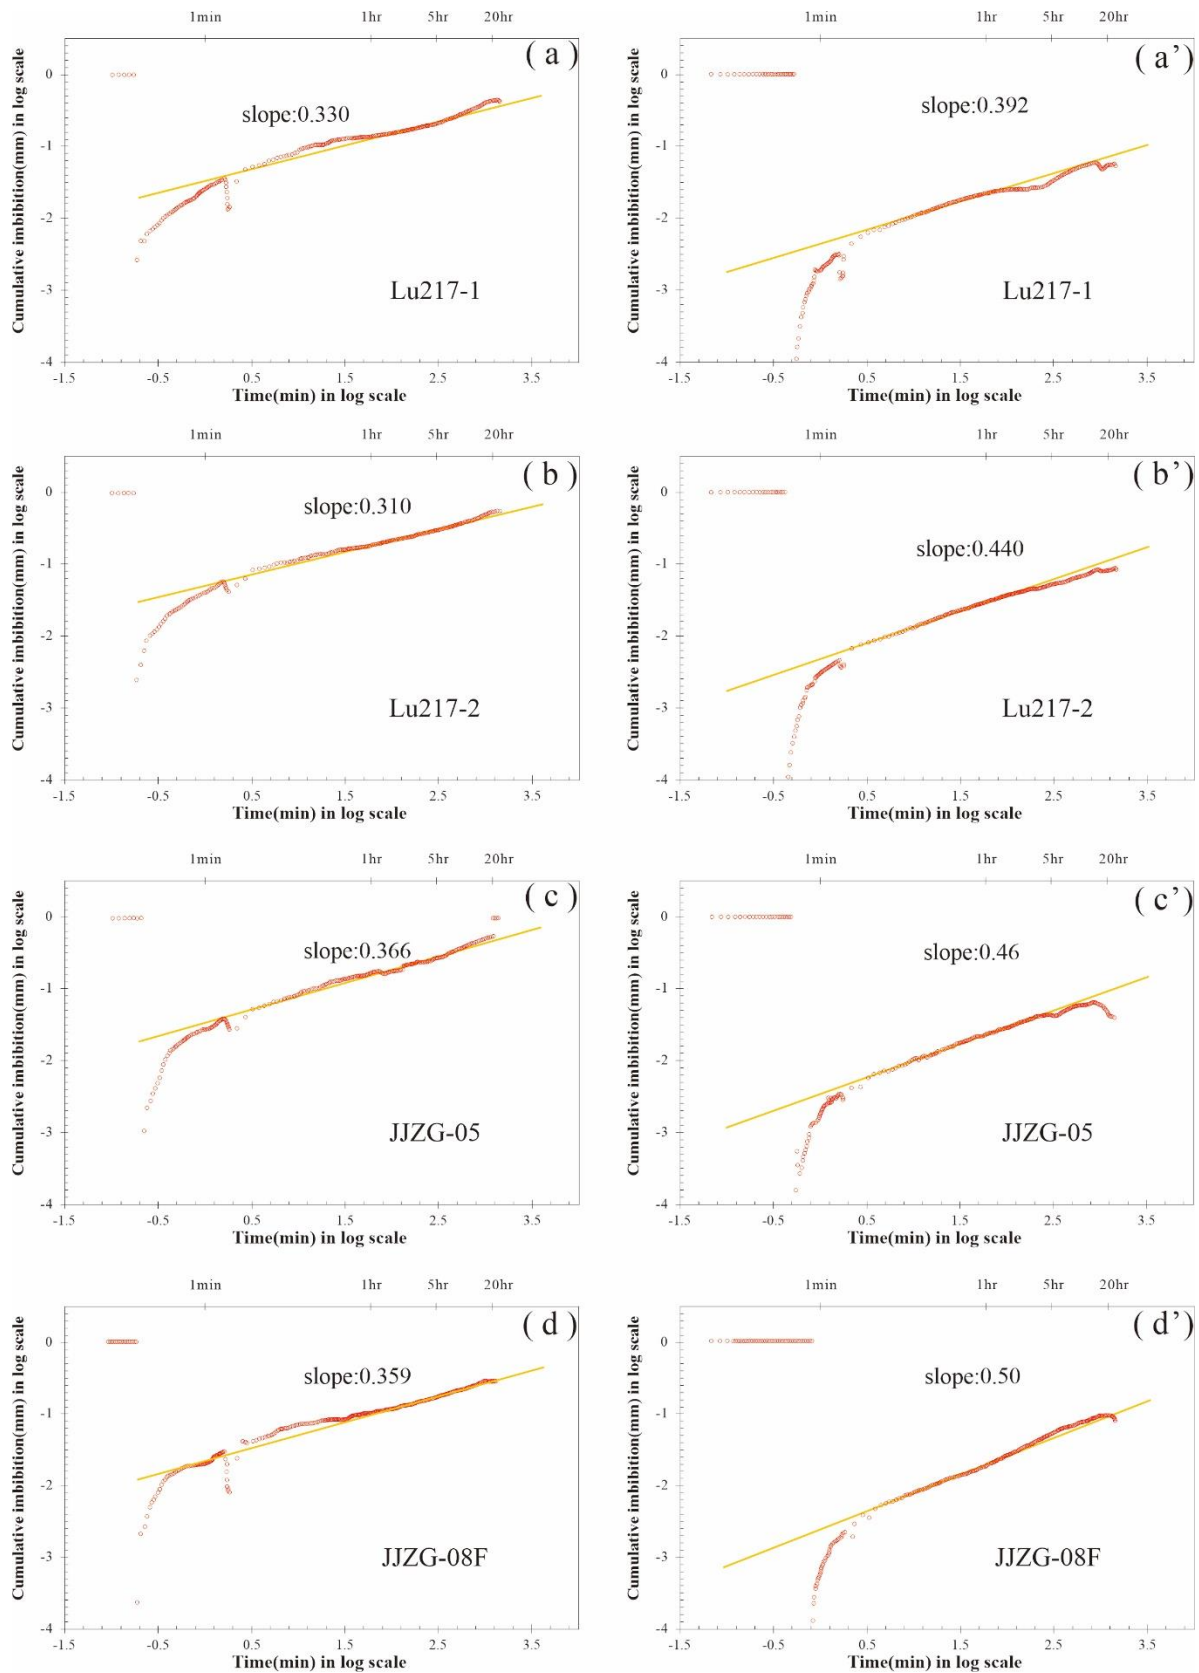 1min 1hr 5hr 20hr
( a )
Cumulative imbibition(mm) in log scale
0
slope:0.330
-1
-2
Lu217-1
-3
-4
-1.5 -0.5 0.5 1.5 2.5 3.5
Time(min) in log scale
1min 1hr 5hr 20hr
( a’ )
Cumulative imbibition(mm) in log scale
0
slope:0.392
-1
-2
Lu217-1
-3
-4
-1.5 -0.5 0.5 1.5 2.5 3.5
Time(min) in log scale
1min 1hr 5hr 20hr
( b )
Cumulative imbibition(mm) in log scale
0
slope:0.310
-1
-2
Lu217-2
-3
-4
-1.5 -0.5 0.5 1.5 2.5 3.5
Time(min) in log scale
1min 1hr 5hr 20hr
( b’ )
Cumulative imbibition(mm) in log scale
0
slope:0.440
-1
-2
Lu217-2
-3
-4
-1.5 -0.5 0.5 1.5 2.5 3.5
Time(min) in log scale
1min 1hr 5hr 20hr
( c )
Cumulative imbibition(mm) in log scale
0
slope:0.366
-1
-2
JJZG-05
-3
-4
-1.5 -0.5 0.5 1.5 2.5 3.5
Time(min) in log scale
1min 1hr 5hr 20hr
( c’ )
Cumulative imbibition(mm) in log scale
0
slope:0.46
-1
-2
JJZG-05
-3
-4
-1.5 -0.5 0.5 1.5 2.5 3.5
Time(min) in log scale
1min 1hr 5hr 20hr
( d )
Cumulative imbibition(mm) in log scale
0
slope:0.359
-1
-2
JJZG-08F
-3
-4
-1.5 -0.5 0.5 1.5 2.5 3.5
Time(min) in log scale
1min 1hr 5hr 20hr
( d’ )
Cumulative imbibition(mm) in log scale
0
slope:0.50
-1
-2
JJZG-08F
-3
-4
-1.5 -0.5 0.5 1.5 2.5 3.5
Time(min) in log scale